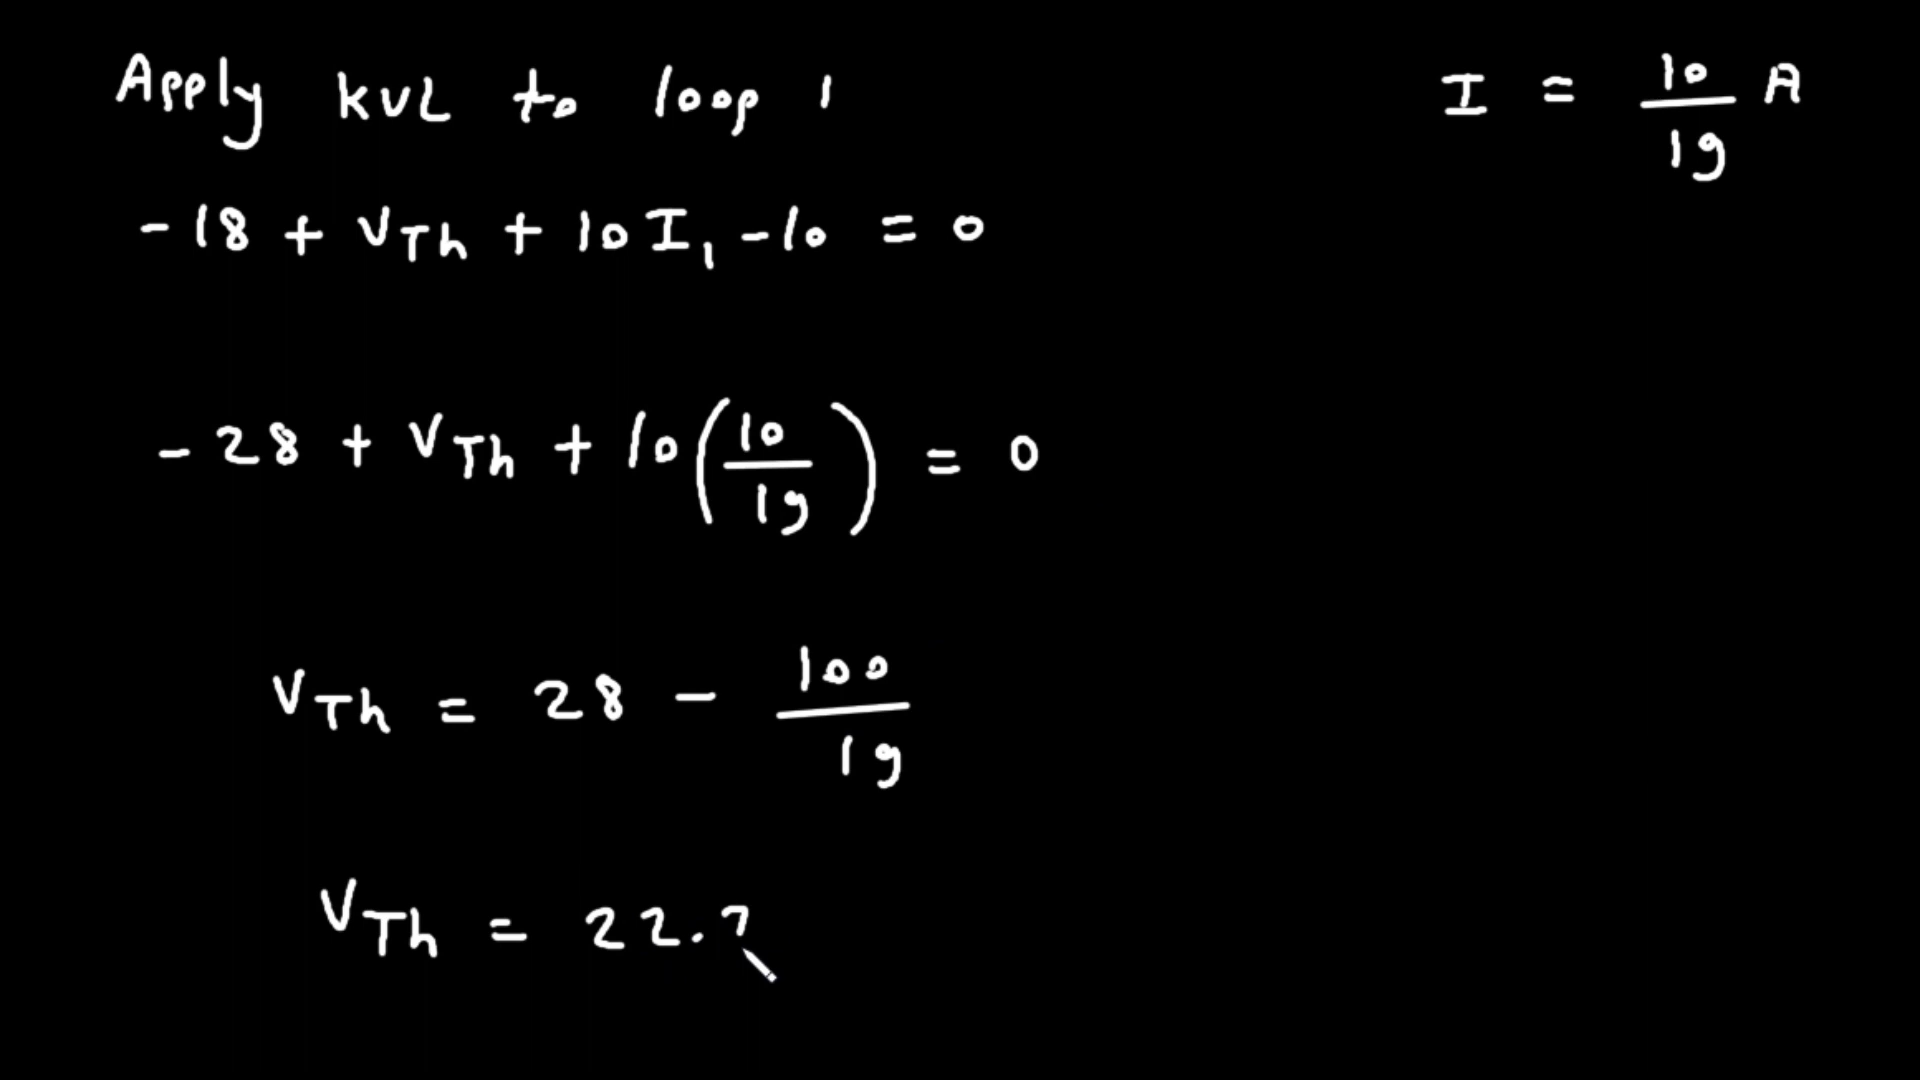 Apply KVL to loop 1
I = 10/19 A
-18 + VTh + 10I1 - 10 = 0
-28 + VTh + 10(10/19) = 0
VTh = 28 - 100/19
VTh = 22.7